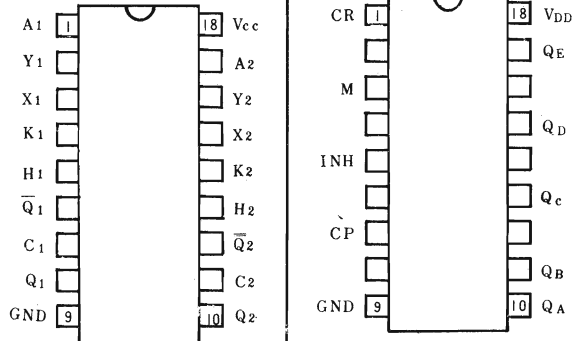 A1 1 18 Vcc
Y1 A2
X1 Y2
K1 X2
H1 K2
Q̅1 H2
C1 Q̅2
Q1 C2
GND 9 10 Q2
CR 1 18 VDD
QE
M
QD
INH
Qc
CP
QB
GND 9 10 QA